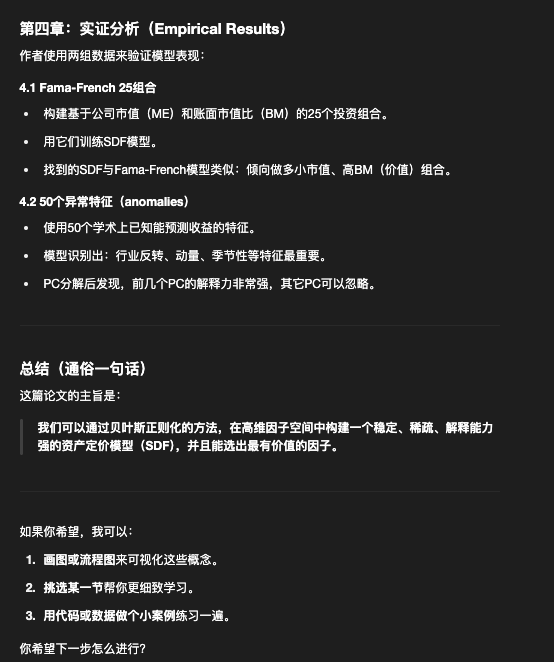 第四章：实证分析（Empirical Results）
作者使用两组数据来验证模型表现：
4.1 Fama-French 25组合
• 构建基于公司市值（ME）和账面市值比（BM）的25个投资组合。
• 用它们训练SDF模型。
• 找到的SDF与Fama-French模型类似：倾向做多小市值、高BM（价值）组合。
4.2 50个异常特征（anomalies）
• 使用50个学术上已知能预测收益的特征。
• 模型识别出：行业反转、动量、季节性等特征最重要。
• PC分解后发现，前几个PC的解释力非常强，其它PC可以忽略。
总结（通俗一句话）
这篇论文的主旨是：
我们可以通过贝叶斯正则化的方法，在高维因子空间中构建一个稳定、稀疏、解释能力
强的资产定价模型（SDF），并且能选出最有价值的因子。
如果你希望，我可以：
1. 画图或流程图来可视化这些概念。
2. 挑选某一节帮你更细致学习。
3. 用代码或数据做个小案例练习一遍。
你希望下一步怎么进行？